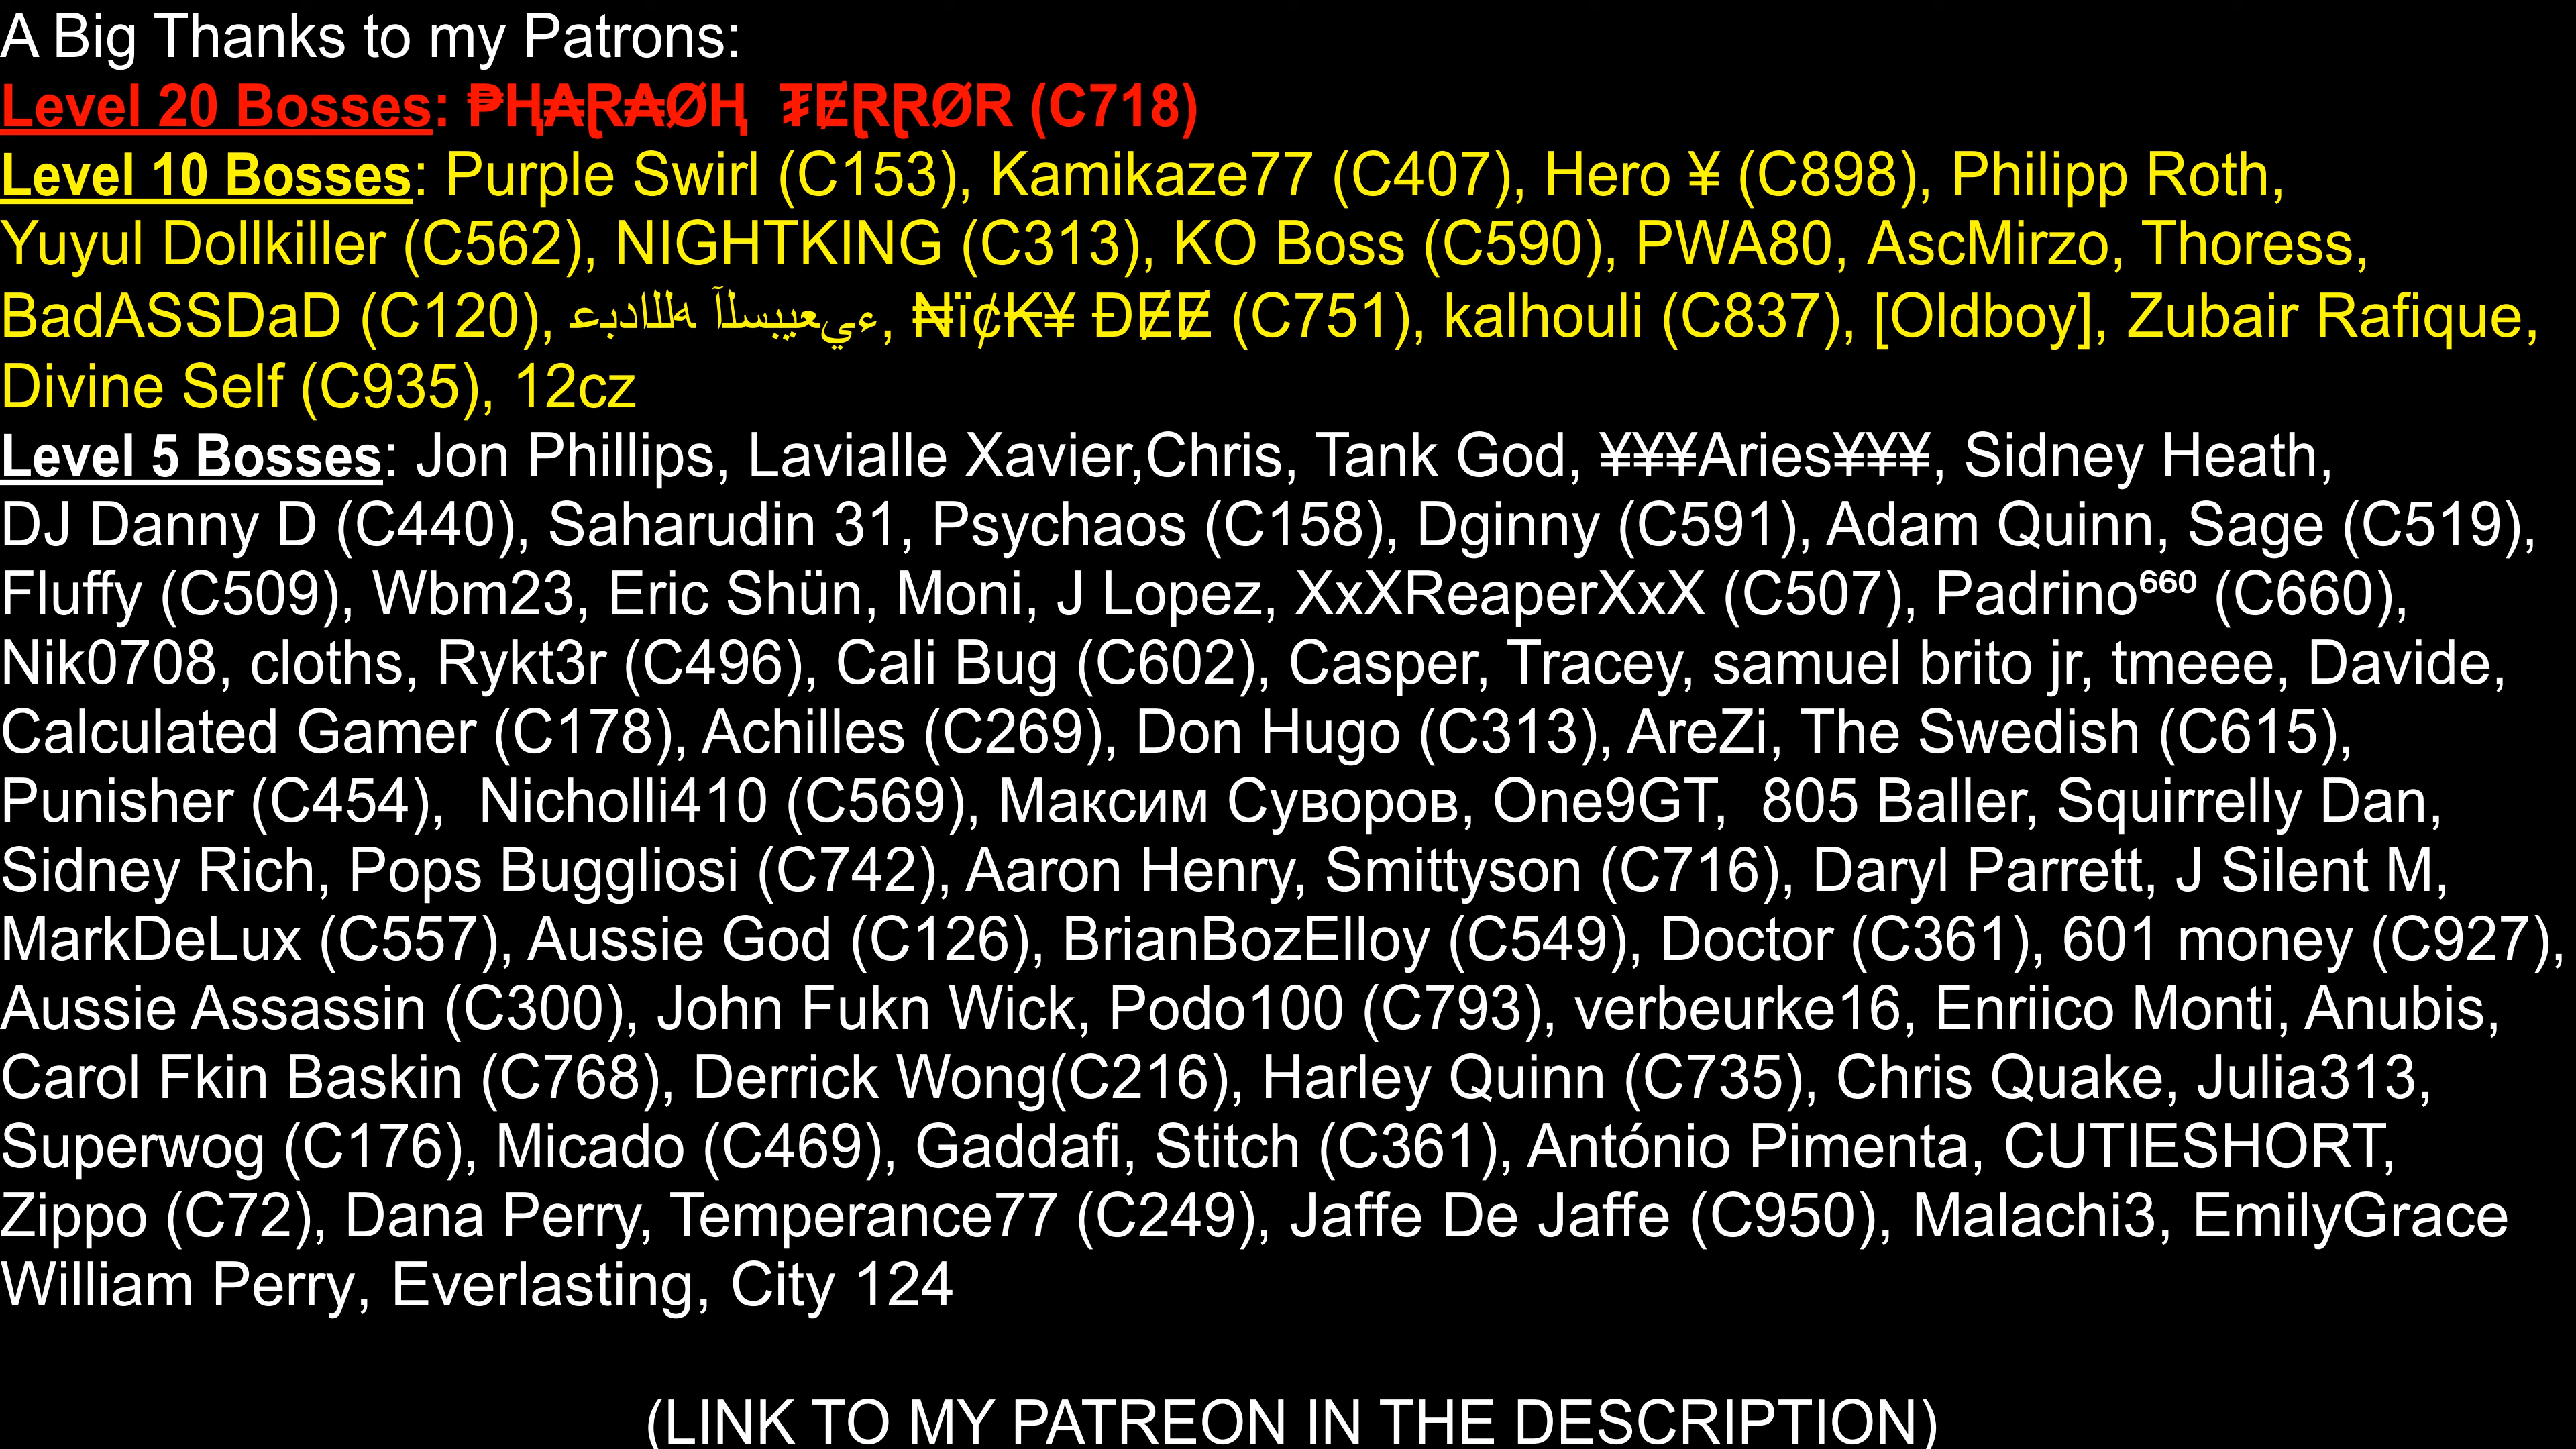 A Big Thanks to my Patrons:
Level 20 Bosses: ₱Ⱨ₳Ɽ₳ØⱧ ₮ɆⱤⱤØR (C718)
Level 10 Bosses: Purple Swirl (C153), Kamikaze77 (C407), Hero ¥ (C898), Philipp Roth,
Yuyul Dollkiller (C562), NIGHTKING (C313), KO Boss (C590), PWA80, AscMirzo, Thoress,
BadASSDaD (C120), ₦ï¢₭¥ ĐɆɆ (C751), kalhouli (C837), [Oldboy], Zubair Rafique,
Divine Self (C935), 12cz
Level 5 Bosses: Jon Phillips, Lavialle Xavier,Chris, Tank God, ¥¥¥Aries¥¥¥, Sidney Heath,
DJ Danny D (C440), Saharudin 31, Psychaos (C158), Dginny (C591), Adam Quinn, Sage (C519),
Fluffy (C509), Wbm23, Eric Shün, Moni, J Lopez, XxXReaperXxX (C507), Padrino⁶⁶⁰ (C660),
Nik0708, cloths, Rykt3r (C496), Cali Bug (C602), Casper, Tracey, samuel brito jr, tmeee, Davide,
Calculated Gamer (C178), Achilles (C269), Don Hugo (C313), AreZi, The Swedish (C615),
Punisher (C454), Nicholli410 (C569), Максим Суворов, One9GT, 805 Baller, Squirrelly Dan,
Sidney Rich, Pops Buggliosi (C742), Aaron Henry, Smittyson (C716), Daryl Parrett, J Silent M,
MarkDeLux (C557), Aussie God (C126), BrianBozElloy (C549), Doctor (C361), 601 money (C927),
Aussie Assassin (C300), John Fukn Wick, Podo100 (C793), verbeurke16, Enriico Monti, Anubis,
Carol Fkin Baskin (C768), Derrick Wong(C216), Harley Quinn (C735), Chris Quake, Julia313,
Superwog (C176), Micado (C469), Gaddafi, Stitch (C361), António Pimenta, CUTIESHORT,
Zippo (C72), Dana Perry, Temperance77 (C249), Jaffe De Jaffe (C950), Malachi3, EmilyGrace
William Perry, Everlasting, City 124
(LINK TO MY PATREON IN THE DESCRIPTION)